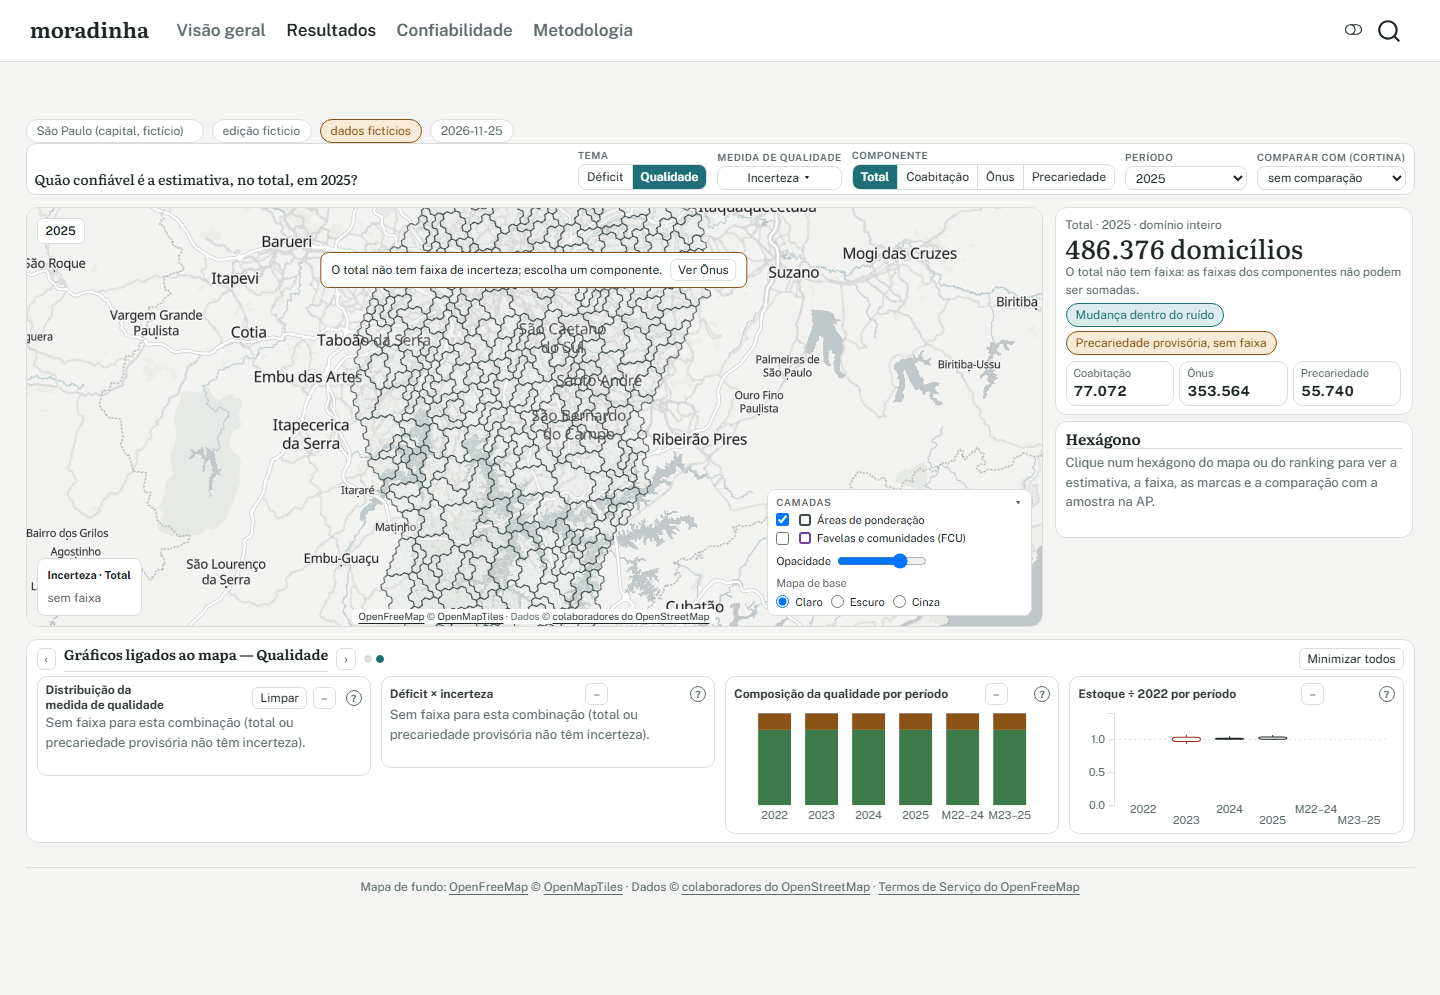 moradinha
Visão geral
Resultados
Confiabilidade
Metodologia
São Paulo (capital, fictício)
edição ficticio
dados fictícios
2026-11-25
Quão confiável é a estimativa, no total, em 2025?
TEMA
Déficit
Qualidade
MEDIDA DE QUALIDADE
Incerteza
COMPONENTE
Total
Coabitação
Ônus
Precariedade
PERÍODO
2025
COMPARAR COM (CORTINA)
sem comparação
2025
Itaquaquecetuba
Barueri
São Roque
Itapevi
Mogi das Cruzes
Suzano
Biritiba
O total não tem faixa de incerteza; escolha um componente.
Ver Ônus
Vargem Grande
Paulista
Cotia
guera
Taboão da Serra
São Caetano
do Sul
Embu das Artes
Santo André
Palmeiras de
São Paulo
Biritiba-Ussu
Ouro Fino
Paulista
São Bernardo
do Campo
Itapecerica
da Serra
Ribeirão Pires
Itararé
Matinho
Bairro dos Grilos
Agostinho
Embu-Guaçu
São Lourenço
da Serra
L
Cubatão
Incerteza · Total
sem faixa
CAMADAS
Áreas de ponderação
Favelas e comunidades (FCU)
Opacidade
Mapa de base
Claro
Escuro
Cinza
OpenFreeMap © OpenMapTiles · Dados © colaboradores do OpenStreetMap
Total · 2025 · domínio inteiro
486.376 domicílios
O total não tem faixa: as faixas dos componentes não podem
ser somadas.
Mudança dentro do ruído
Precariedade provisória, sem faixa
Coabitação
77.072
Ônus
353.564
Precariedade
55.740
Hexágono
Clique num hexágono do mapa ou do ranking para ver a
estimativa, a faixa, as marcas e a comparação com a
amostra na AP.
‹
Gráficos ligados ao mapa — Qualidade
›
Minimizar todos
Distribuição da
medida de qualidade
Limpar
–
?
Sem faixa para esta combinação (total ou
precariedade provisória não têm incerteza).
Déficit × incerteza
–
?
Sem faixa para esta combinação (total ou
precariedade provisória não têm incerteza).
Composição da qualidade por período
–
?
2022
2023
2024
2025
M22–24
M23–25
Estoque ÷ 2022 por período
–
?
1.0
0.5
0.0
2022
2023
2024
2025
M22–24
M23–25
Mapa de fundo: OpenFreeMap © OpenMapTiles · Dados © colaboradores do OpenStreetMap · Termos de Serviço do OpenFreeMap